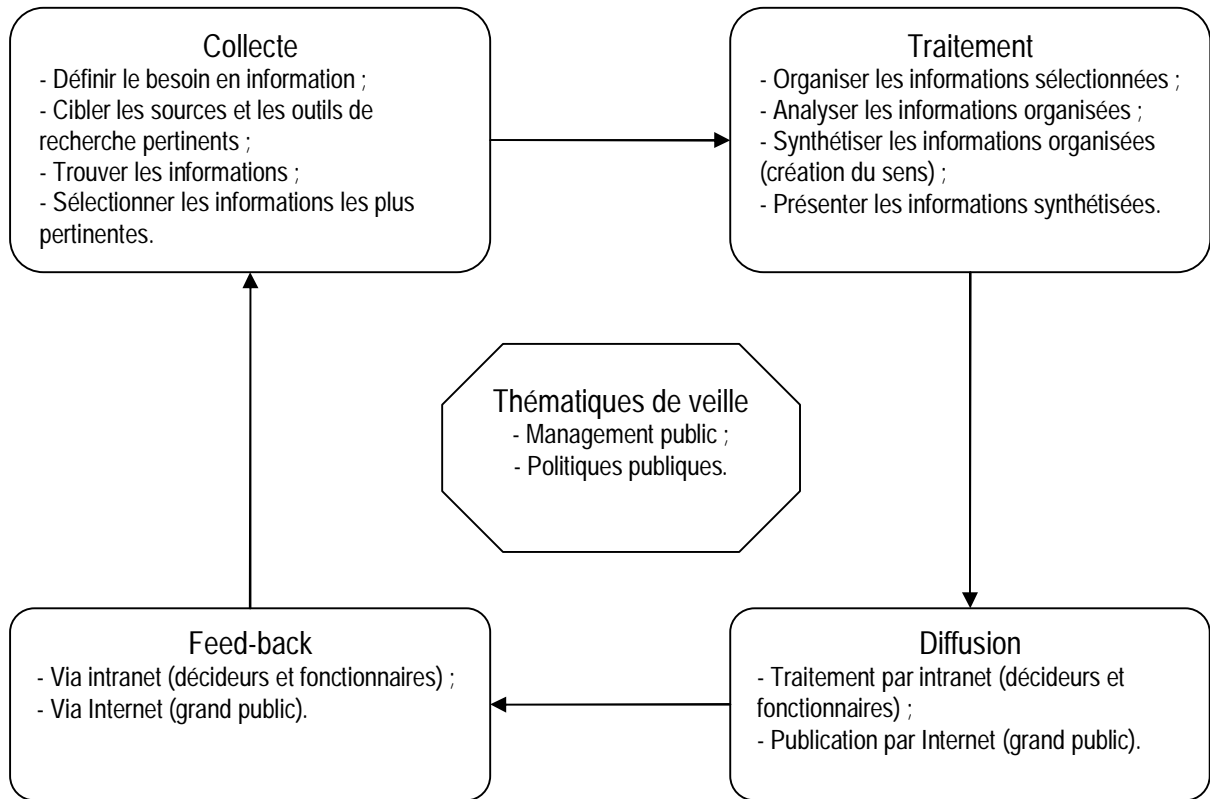 Collecte
- Définir le besoin en information ;
- Cibler les sources et les outils de
recherche pertinents ;
- Trouver les informations ;
- Sélectionner les informations les plus
pertinentes.
Traitement
- Organiser les informations sélectionnées ;
- Analyser les informations organisées ;
- Synthétiser les informations organisées
(création du sens) ;
- Présenter les informations synthétisées.
Thématiques de veille
- Management public ;
- Politiques publiques.
Feed-back
- Via intranet (décideurs et fonctionnaires) ;
- Via Internet (grand public).
Diffusion
- Traitement par intranet (décideurs et
fonctionnaires) ;
- Publication par Internet (grand public).